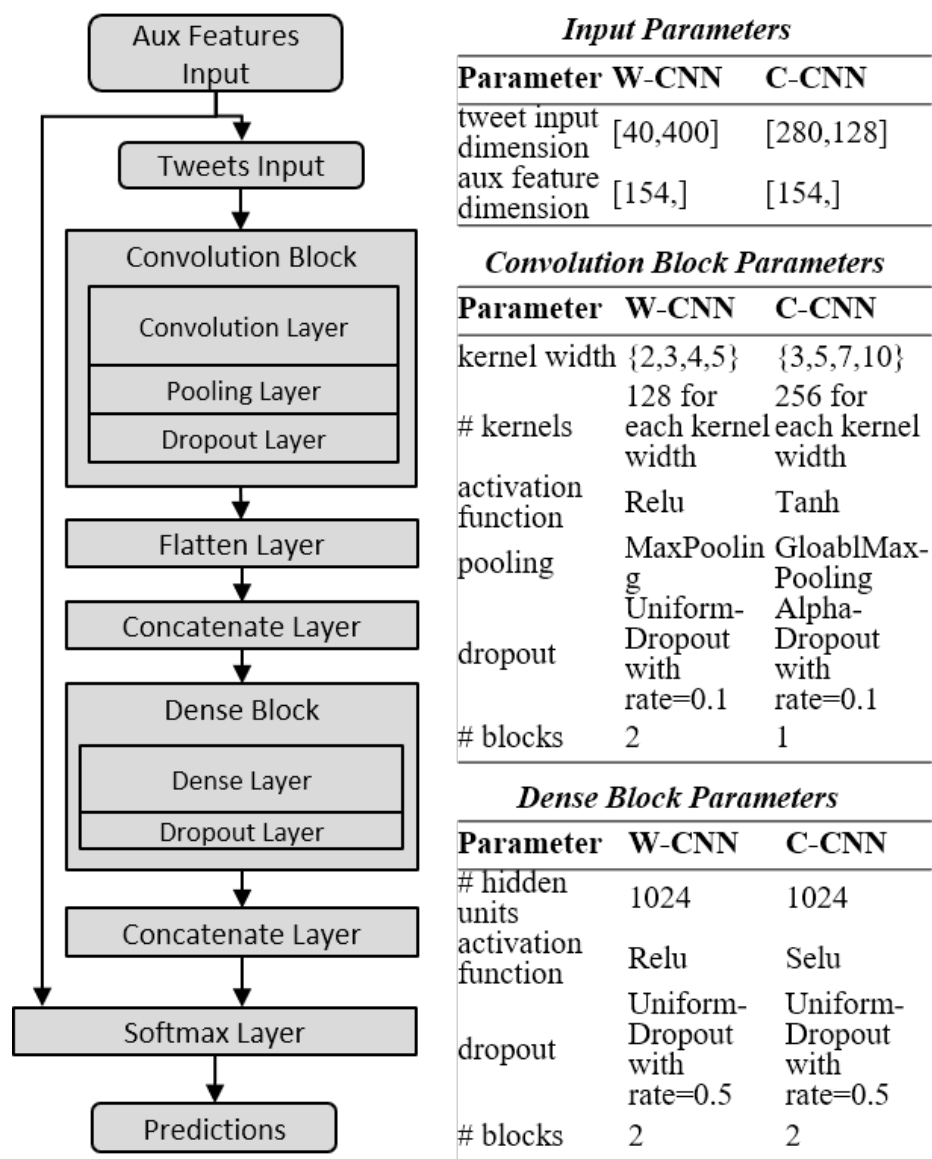 Aux Features
Input
Tweets Input
Convolution Block
Convolution Layer
Pooling Layer
Dropout Layer
Flatten Layer
Concatenate Layer
Dense Block
Dense Layer
Dropout Layer
Concatenate Layer
Softmax Layer
Predictions
Input Parameters
Parameter W-CNN C-CNN
tweet input
dimension [40,400] [280,128]
aux feature
dimension [154,] [154,]
Convolution Block Parameters
Parameter W-CNN C-CNN
kernel width {2,3,4,5} {3,5,7,10}
128 for 256 for
# kernels each kernel each kernel
width width
activation
function Relu Tanh
pooling MaxPoolin GloablMax-
g Pooling
Uniform- Alpha-
Dropout Dropout
dropout with with
rate=0.1 rate=0.1
# blocks 2 1
Dense Block Parameters
Parameter W-CNN C-CNN
# hidden
units 1024 1024
activation
function Relu Selu
Uniform- Uniform-
Dropout Dropout
dropout with with
rate=0.5 rate=0.5
# blocks 2 2